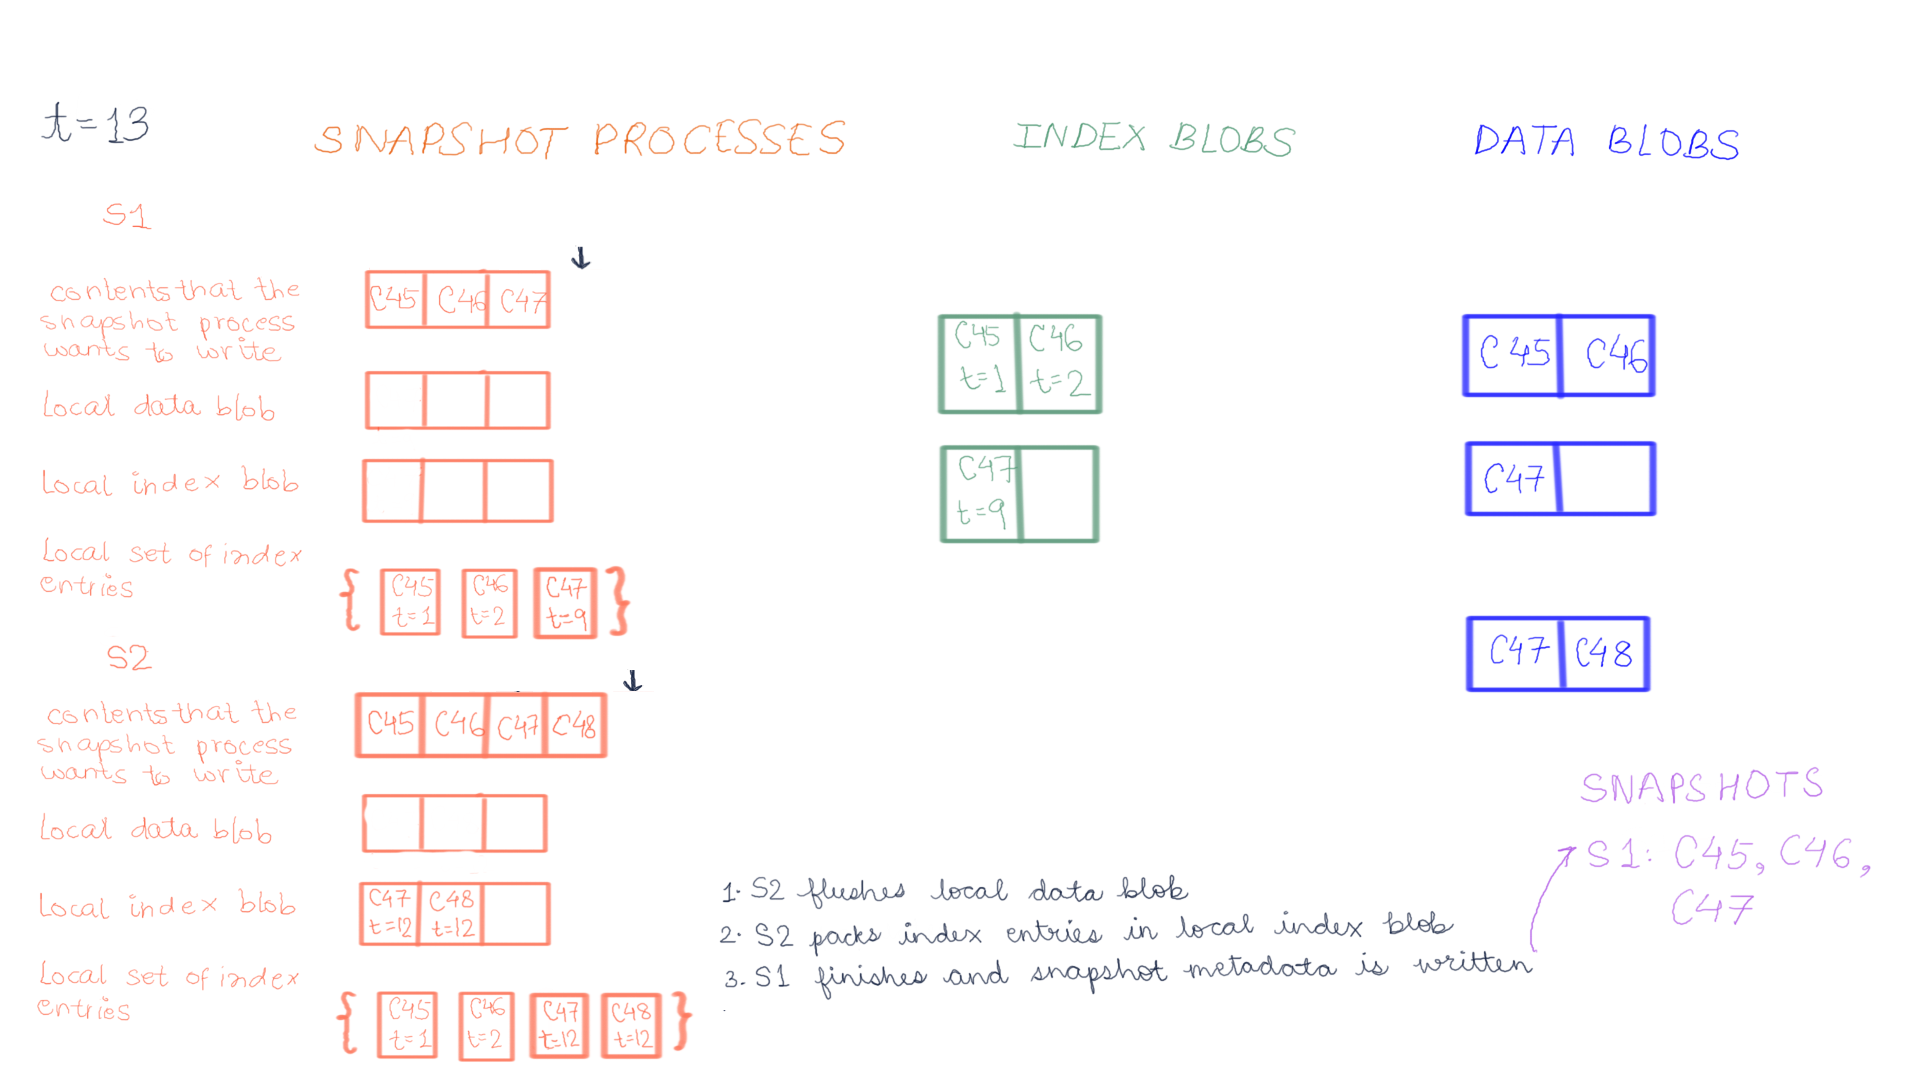 t=13
SNAPSHOT PROCESSES
INDEX BLOBS
DATA BLOBS
S1
contents that the
snapshot process
wants to write
C45 C46 C47
Local data blob
Local index blob
Local set of index
entries
{ C45 C46 C47 }
t=1 t=2 t=9
S2
contents that the
snapshot process
wants to write
C45 C46 C47 C48
Local data blob
Local index blob
C47 C48
t=12 t=12
Local set of index
entries
{ C45 C46 C47 C48 }
t=1 t=2 t=12 t=12
C45 C46
t=1 t=2
C47
t=9
C45 C46
C47
C47 C48
1. S2 flushes local data blob
2. S2 packs index entries in local index blob
3. S1 finishes and snapshot metadata is written
SNAPSHOTS
S1: C45, C46,
C47